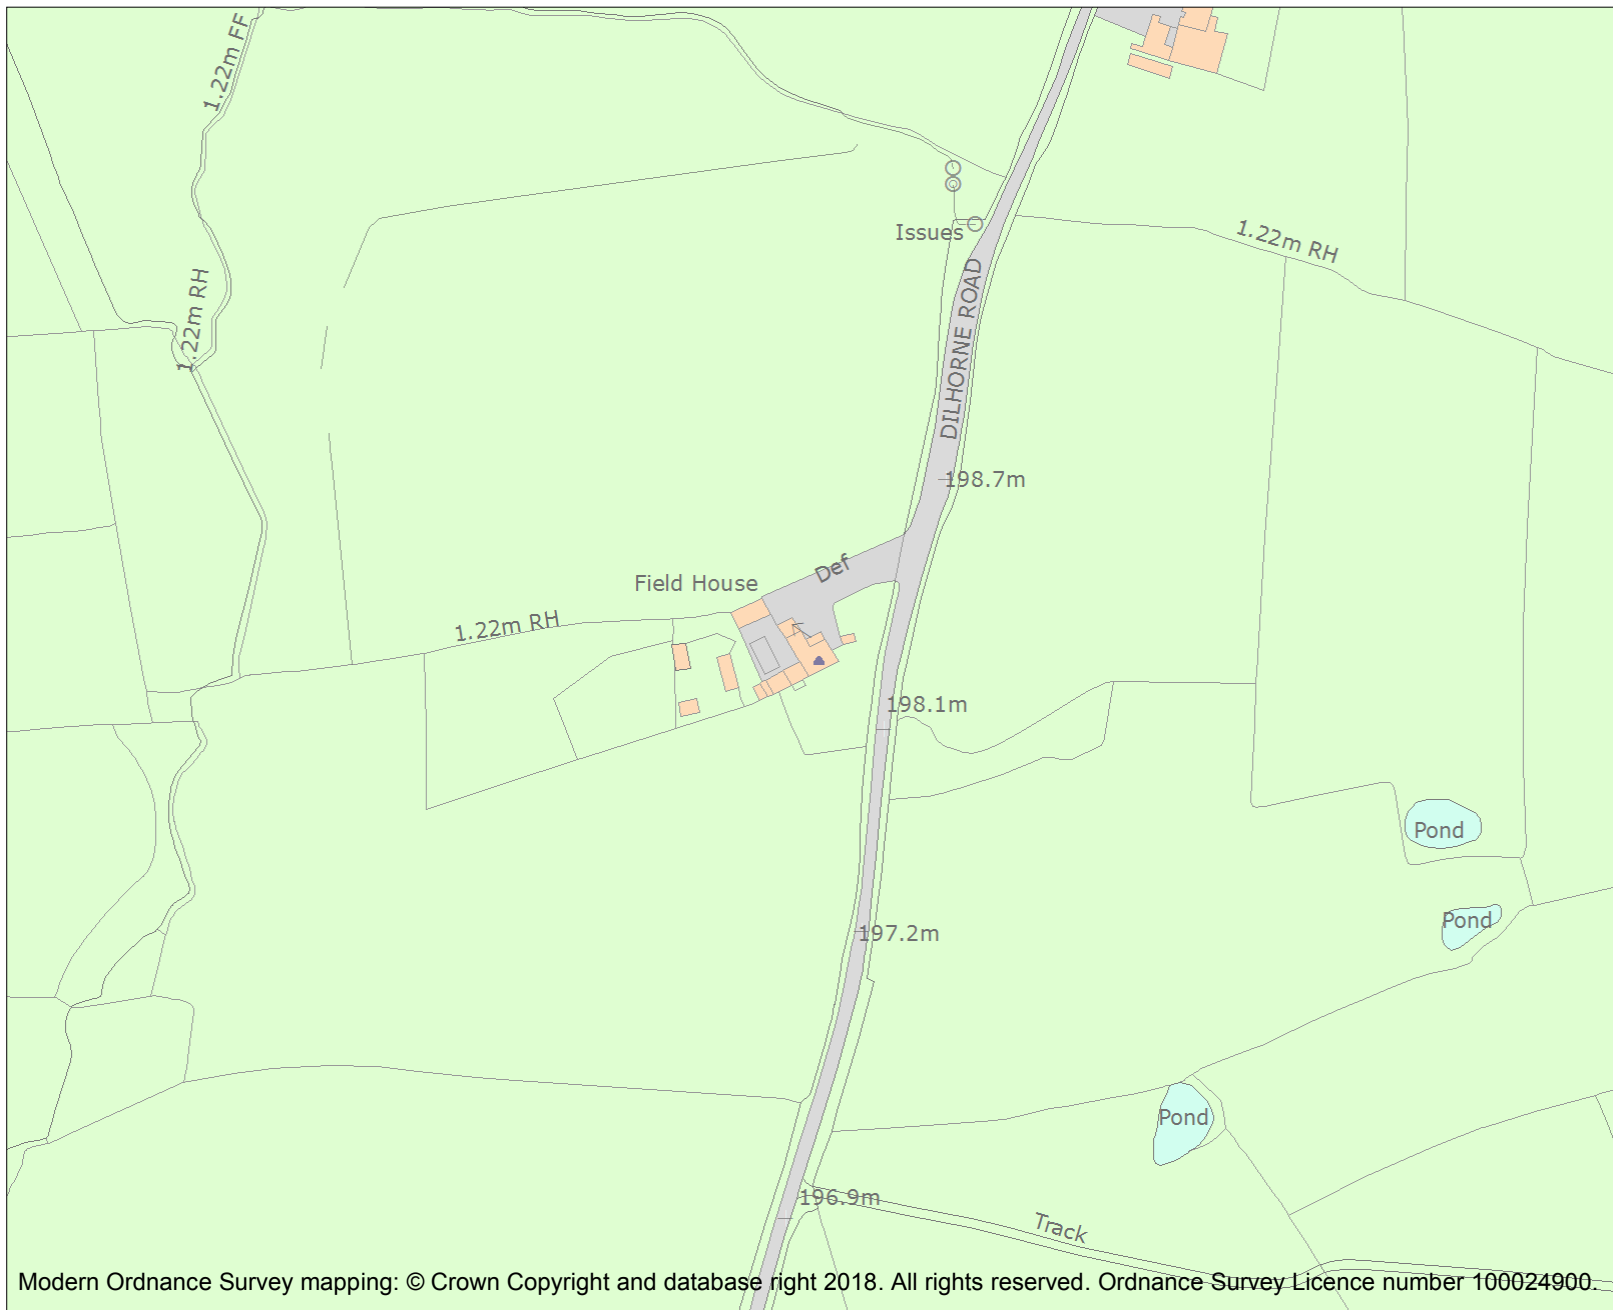 1.22m FF
Issues
1.22m RH
1.22m RH
DILHORNE ROAD
198.7m
Def
Field House
1.22m RH
198.1m
Pond
Pond
197.2m
Pond
196.9m
Track
Modern Ordnance Survey mapping: © Crown Copyright and database right 2018. All rights reserved. Ordnance Survey Licence number 100024900.